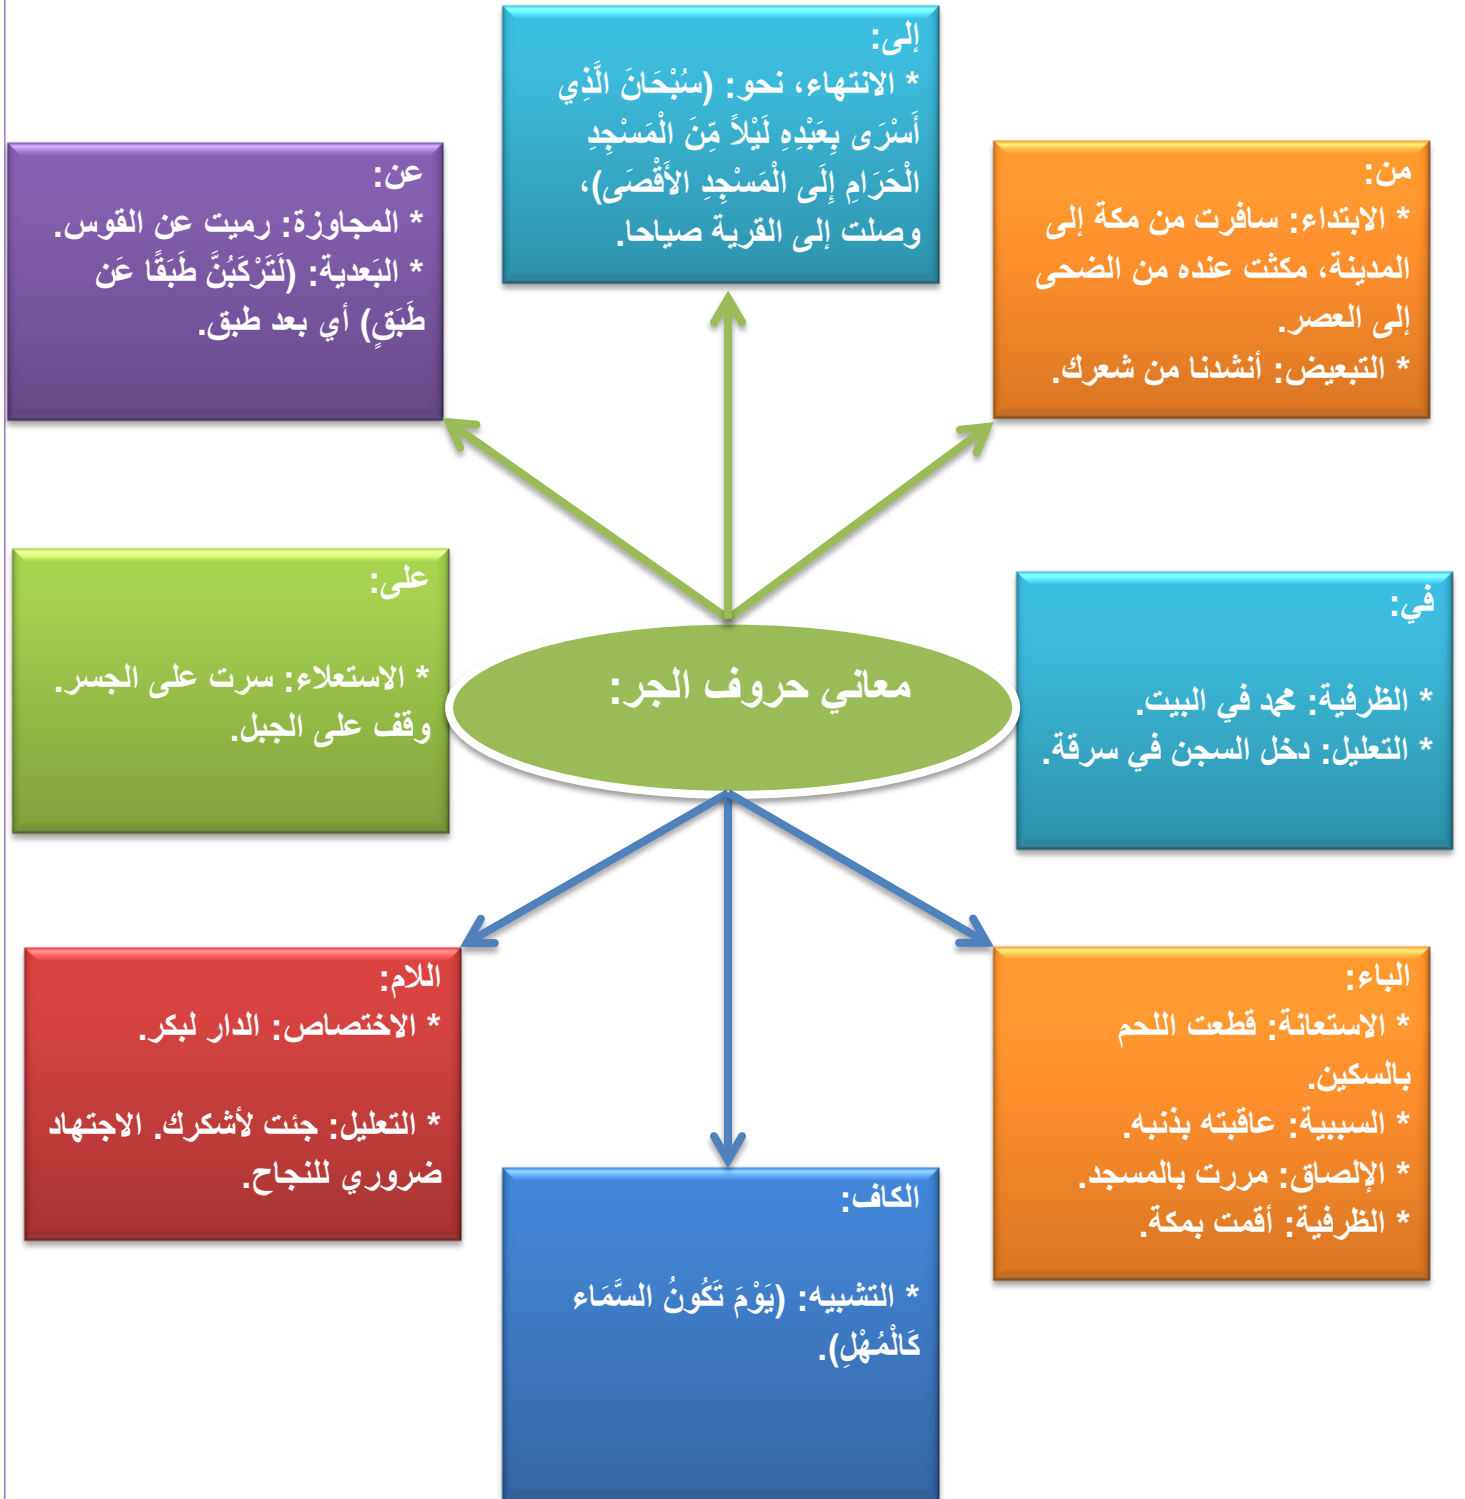 معاني حروف الجر:
من:
* الابتداء: سافرت من مكة إلى
المدينة، مكثت عنده من الضحى
إلى العصر.
* التبعيض: أنشدنا من شعرك.
إلى:
* الانتهاء، نحو: (سُبْحَانَ الَّذِي
أَسْرَى بِعَبْدِهِ لَيْلاً مِّنَ الْمَسْجِدِ
الْحَرَامِ إِلَى الْمَسْجِدِ الأَقْصَى)،
وصلت إلى القرية صياحا.
عن:
* المجاوزة: رميت عن القوس.
* البَعدية: (لَتَرْكَبُنَّ طَبَقًا عَن
طَبَقٍ) أي بعد طبق.
في:
* الظرفية: محمد في البيت.
* التعليل: دخل السجن في سرقة.
على:
* الاستعلاء: سرت على الجسر.
وقف على الجبل.
الباء:
* الاستعانة: قطعت اللحم
بالسكين.
* السببية: عاقبته بذنبه.
* الإلصاق: مررت بالمسجد.
* الظرفية: أقمت بمكة.
الكاف:
* التشبيه: (يَوْمَ تَكُونُ السَّمَاء
كَالْمُهْلِ).
اللام:
* الاختصاص: الدار لبكر.
* التعليل: جئت لأشكرك. الاجتهاد
ضروري للنجاح.